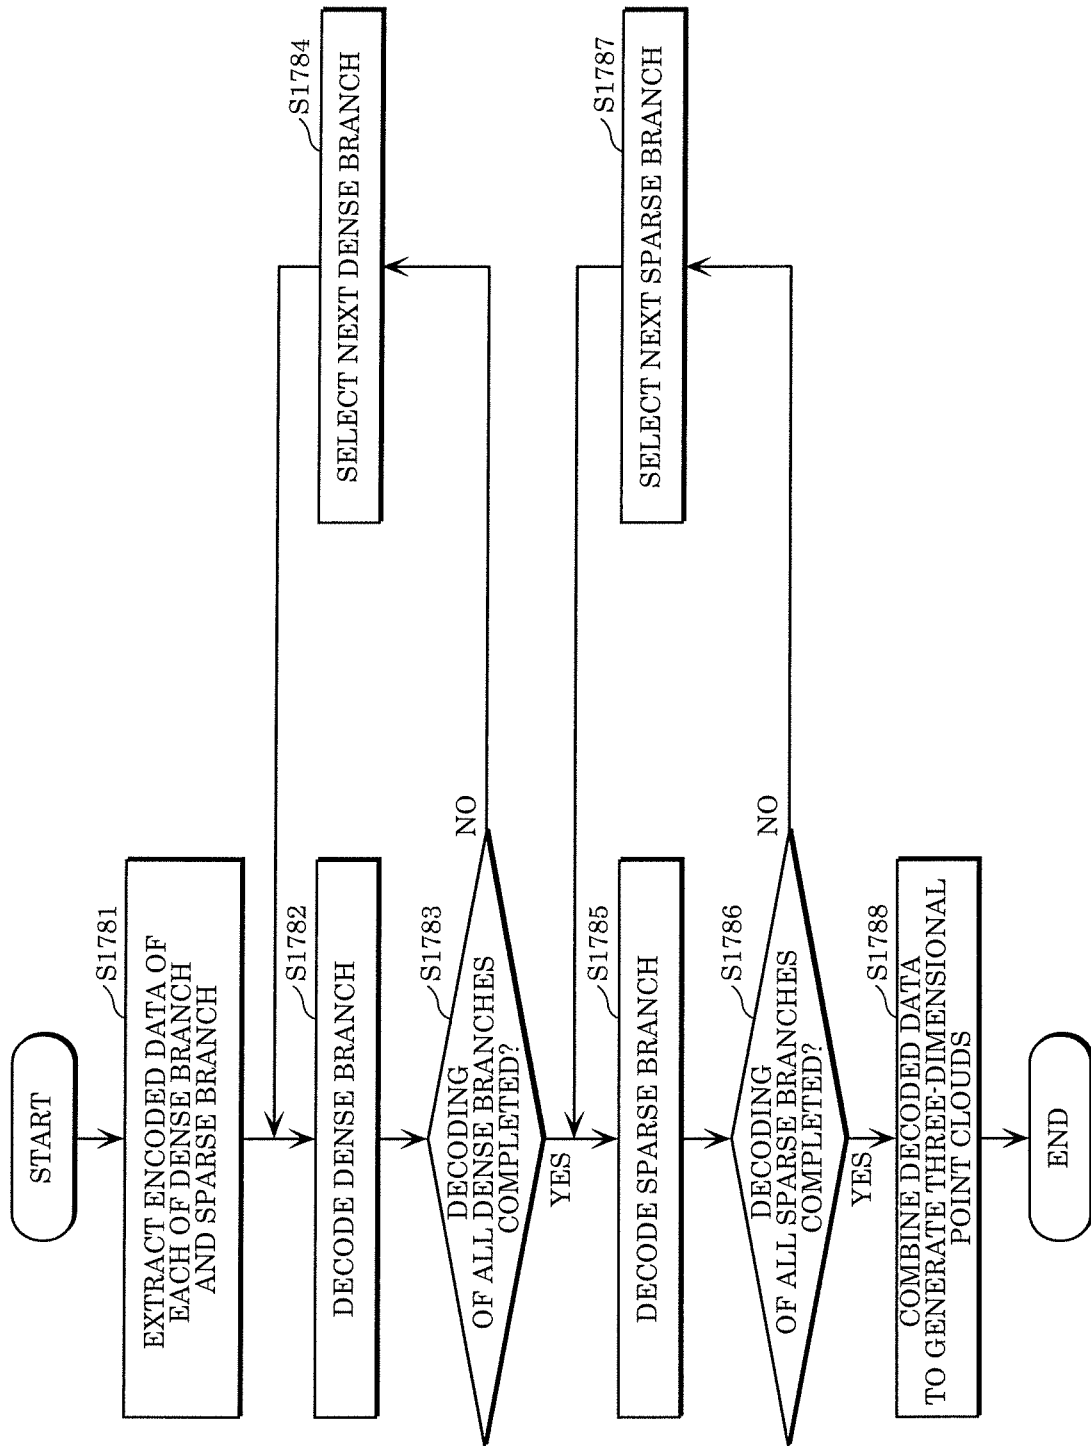 START
S1781
EXTRACT ENCODED DATA OF
EACH OF DENSE BRANCH
AND SPARSE BRANCH
S1782
DECODE DENSE BRANCH
S1783
DECODING
OF ALL DENSE BRANCHES
COMPLETED?
NO
YES
S1784
SELECT NEXT DENSE BRANCH
S1785
DECODE SPARSE BRANCH
S1786
DECODING
OF ALL SPARSE BRANCHES
COMPLETED?
NO
YES
S1787
SELECT NEXT SPARSE BRANCH
S1788
COMBINE DECODED DATA
TO GENERATE THREE-DIMENSIONAL
POINT CLOUDS
END